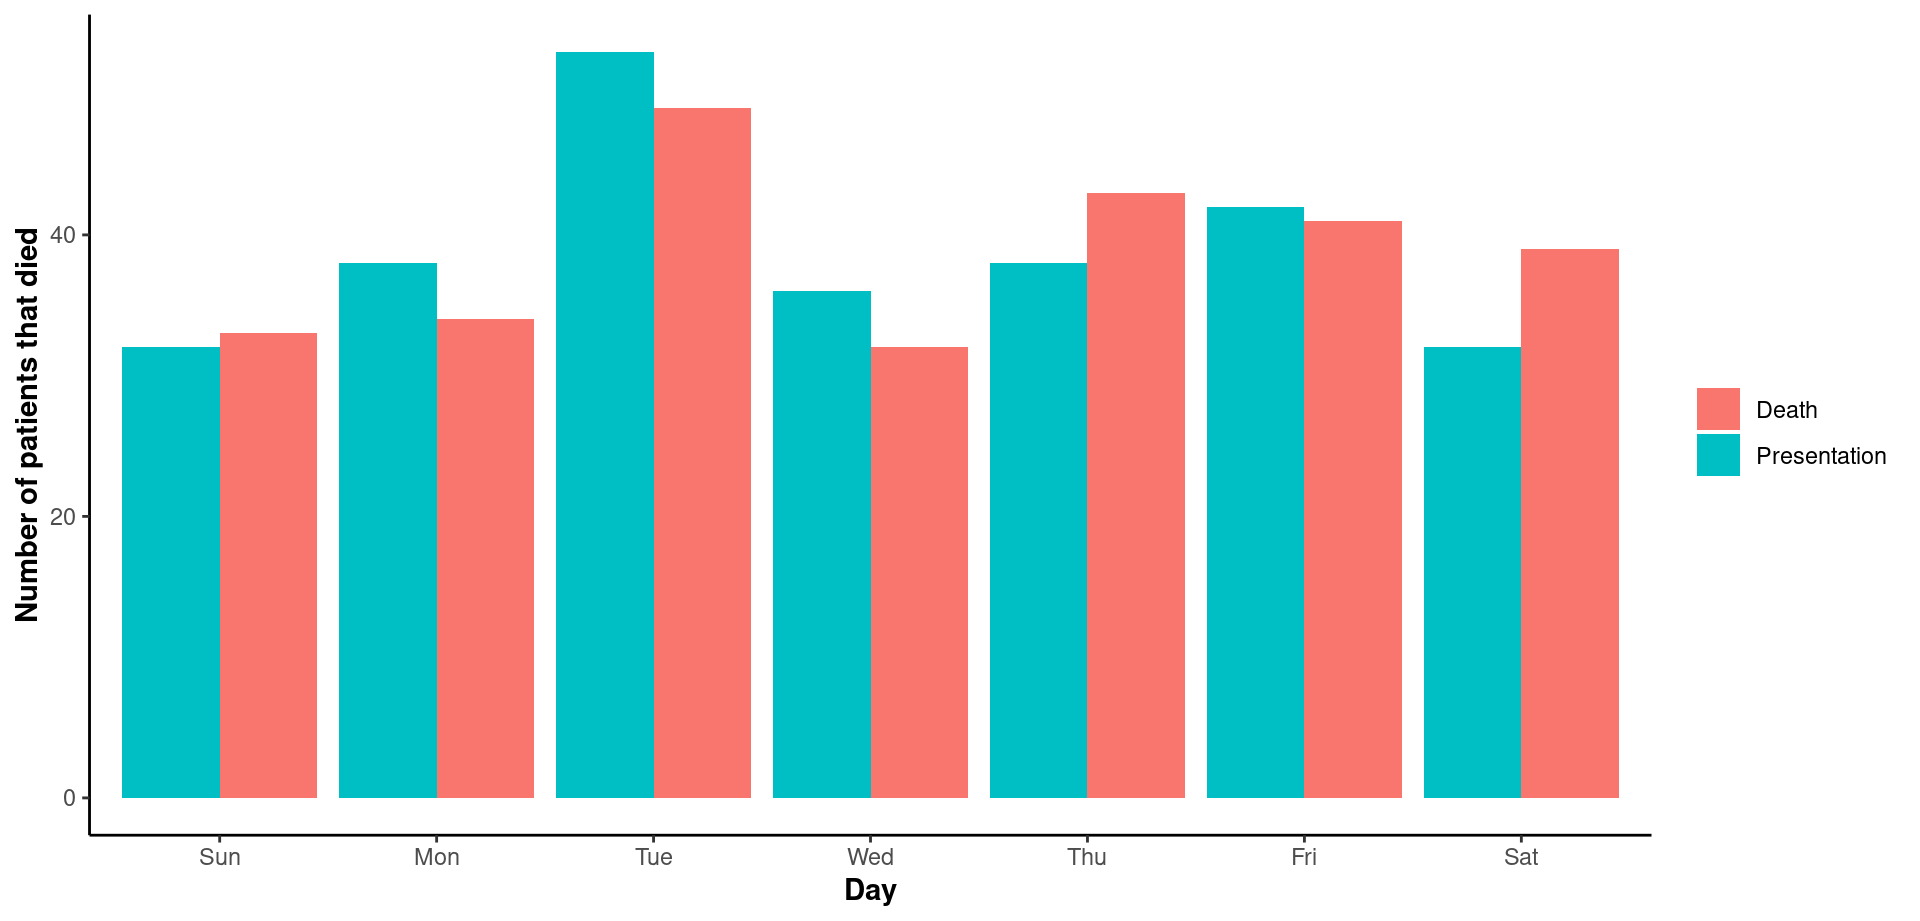 Number of patients that died
40
20
0
Sun Mon Tue Wed Thu Fri Sat
Day
Death
Presentation